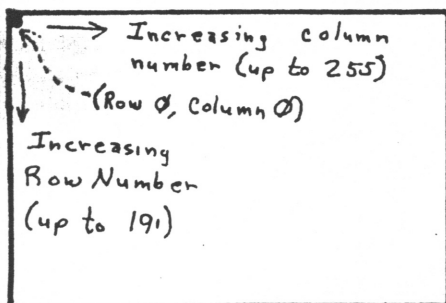 Increasing column
number (up to 255)
(Row Ø, Column Ø)
Increasing
Row Number
(up to 191)